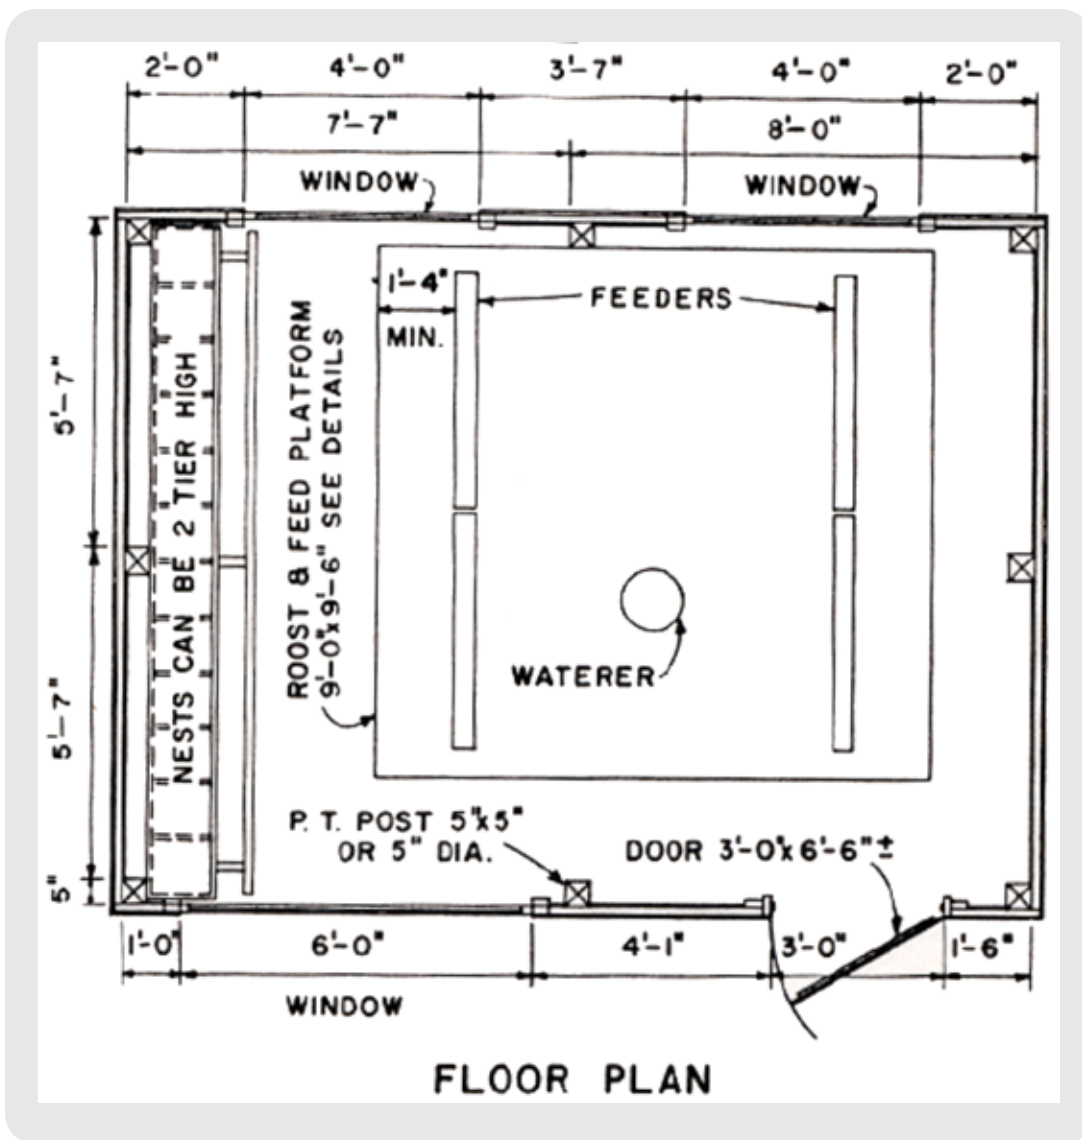 2'-0" 4'-0" 3'-7" 4'-0" 2'-0"
7'-7" 8'-0"
WINDOW WINDOW
1'-4"
MIN.
FEEDERS
5'-7"
5'-7"
5"
NESTS CAN BE 2 TIER HIGH
ROOST & FEED PLATFORM
9'-0"x9'-6" SEE DETAILS
WATERER
P. T. POST 5"x5"
OR 5" DIA.
DOOR 3'-0"x6'-6"±
1'-0" 6'-0" 4'-1" 3'-0" 1'-6"
WINDOW
FLOOR PLAN